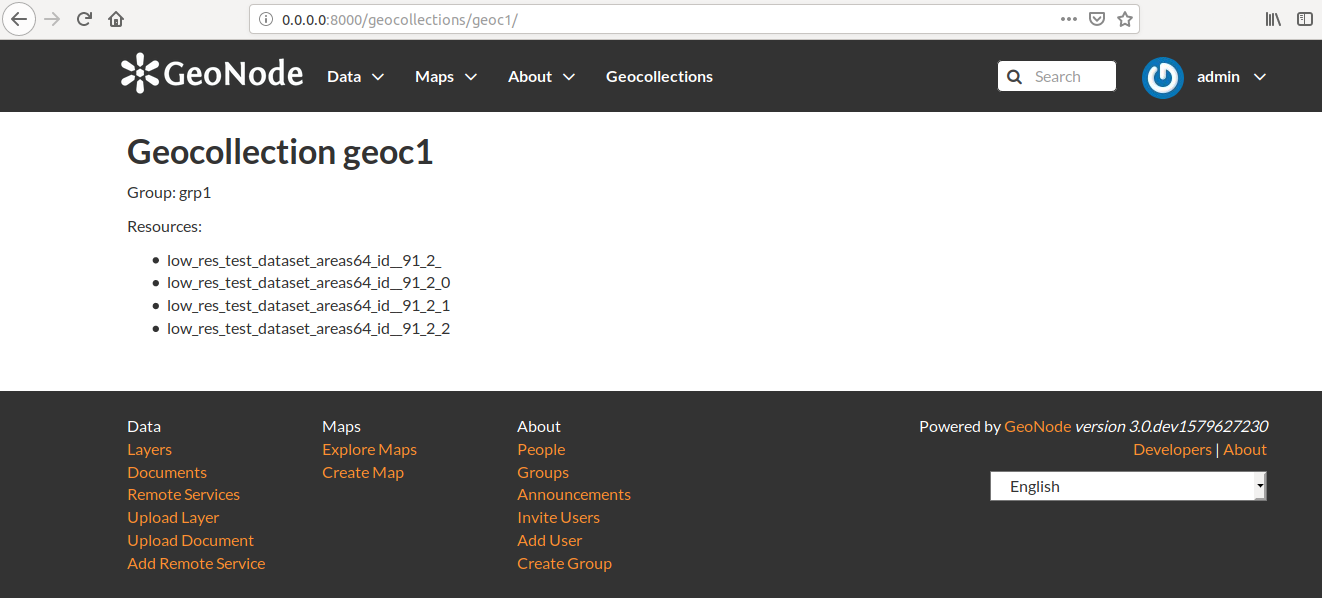 0.0.0.0:8000/geocollections/geoc1/
GeoNode Data Maps About Geocollections Search admin
Geocollection geoc1
Group: grp1
Resources:
• low_res_test_dataset_areas64_id__91_2_
• low_res_test_dataset_areas64_id__91_2_0
• low_res_test_dataset_areas64_id__91_2_1
• low_res_test_dataset_areas64_id__91_2_2
Data
Layers
Documents
Remote Services
Upload Layer
Upload Document
Add Remote Service
Maps
Explore Maps
Create Map
About
People
Groups
Announcements
Invite Users
Add User
Create Group
Powered by GeoNode version 3.0.dev1579627230
Developers | About
English